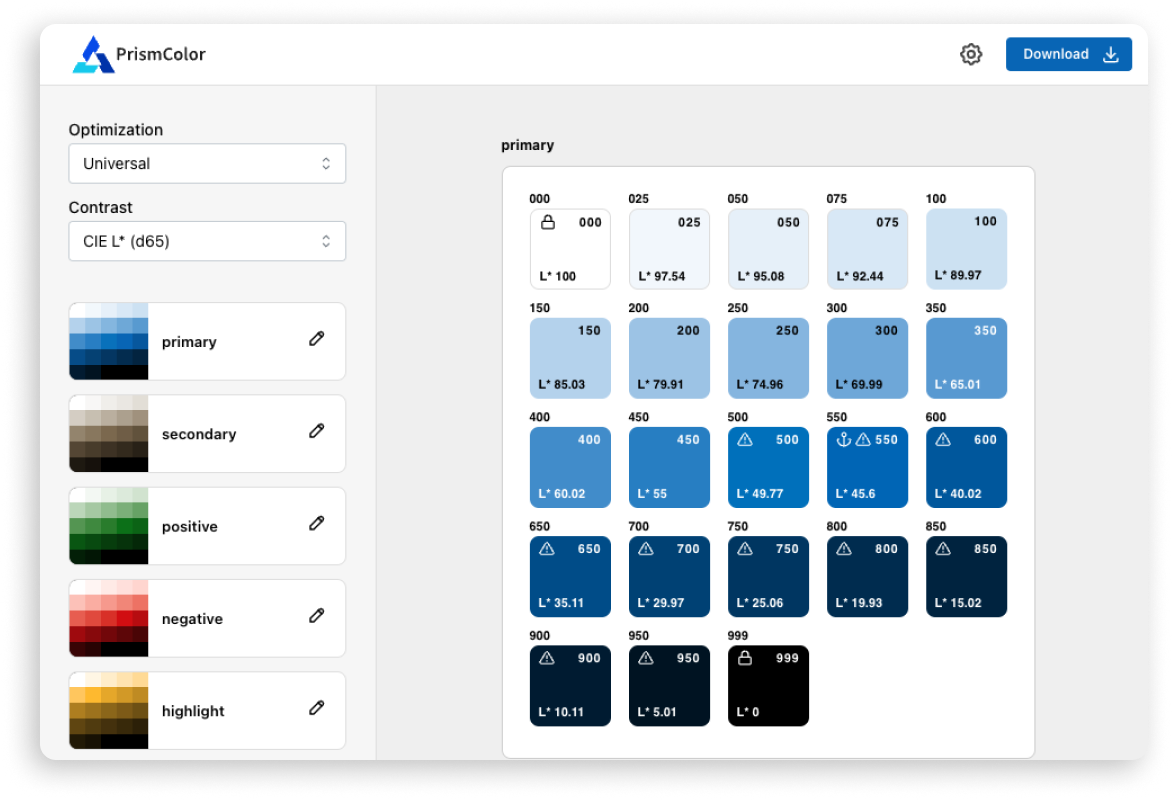 PrismColor
Download
Optimization
Universal
Contrast
CIE L* (d65)
primary
secondary
positive
negative
highlight
primary
000 025 050 075 100
000 025 050 075 100
L* 100 L* 97.54 L* 95.08 L* 92.44 L* 89.97
150 200 250 300 350
150 200 250 300 350
L* 85.03 L* 79.91 L* 74.96 L* 69.99 L* 65.01
400 450 500 550 600
400 450 500 550 600
L* 60.02 L* 55 L* 49.77 L* 45.6 L* 40.02
650 700 750 800 850
650 700 750 800 850
L* 35.11 L* 29.97 L* 25.06 L* 19.93 L* 15.02
900 950 999
900 950 999
L* 10.11 L* 5.01 L* 0